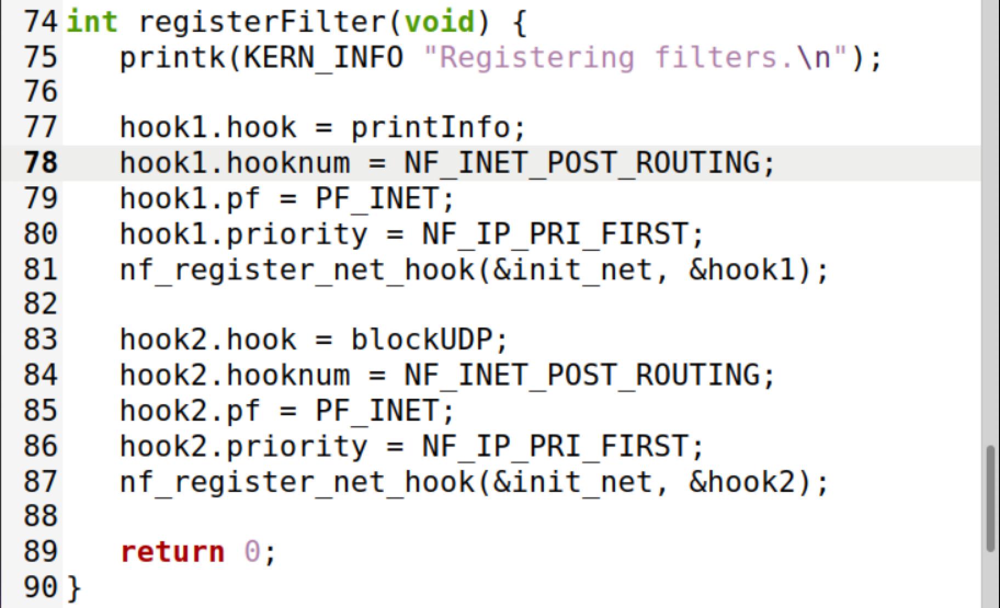 74 int registerFilter(void) {
75    printk(KERN_INFO "Registering filters.\n");
76
77    hook1.hook = printInfo;
78    hook1.hooknum = NF_INET_POST_ROUTING;
79    hook1.pf = PF_INET;
80    hook1.priority = NF_IP_PRI_FIRST;
81    nf_register_net_hook(&init_net, &hook1);
82
83    hook2.hook = blockUDP;
84    hook2.hooknum = NF_INET_POST_ROUTING;
85    hook2.pf = PF_INET;
86    hook2.priority = NF_IP_PRI_FIRST;
87    nf_register_net_hook(&init_net, &hook2);
88
89    return 0;
90 }